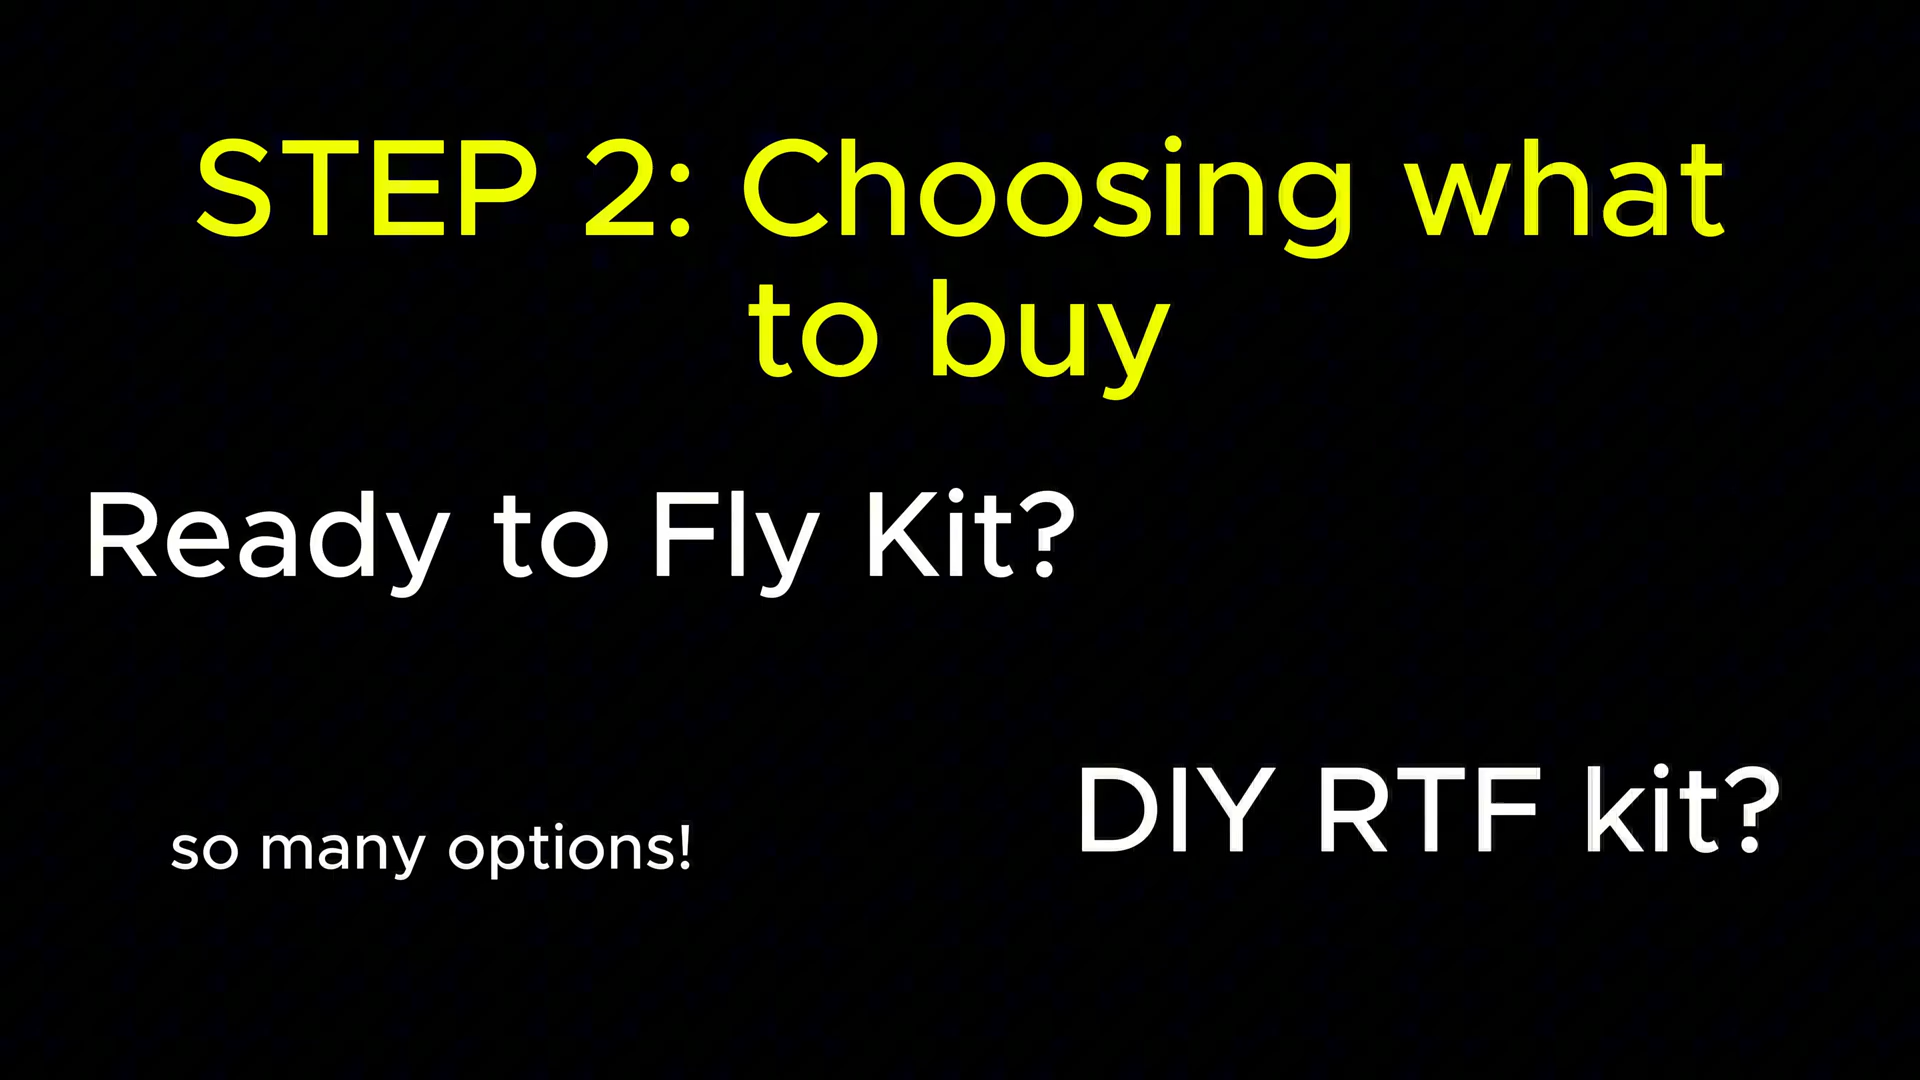 STEP 2: Choosing what
to buy
Ready to Fly Kit?
DIY RTF kit?
so many options!